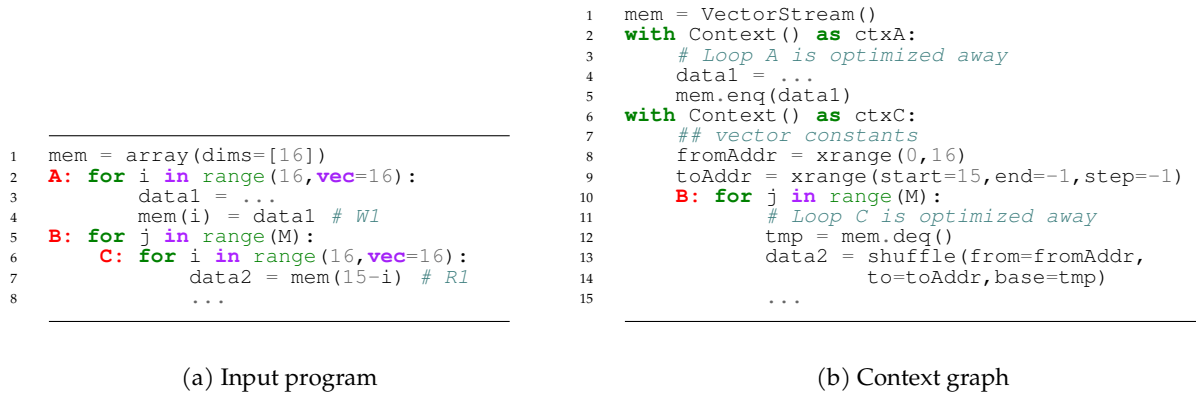 1 mem = array(dims=[16])
2 A: for i in range(16,vec=16):
3 data1 = ...
4 mem(i) = data1 # W1
5 B: for j in range(M):
6 C: for i in range(16,vec=16):
7 data2 = mem(15-i) # R1
8 ...
(a) Input program
1 mem = VectorStream()
2 with Context() as ctxA:
3 # Loop A is optimized away
4 data1 = ...
5 mem.enq(data1)
6 with Context() as ctxC:
7 ## vector constants
8 fromAddr = xrange(0,16)
9 toAddr = xrange(start=15,end=-1,step=-1)
10 B: for j in range(M):
11 # Loop C is optimized away
12 tmp = mem.deq()
13 data2 = shuffle(from=fromAddr,
14 to=toAddr,base=tmp)
15 ...
(b) Context graph